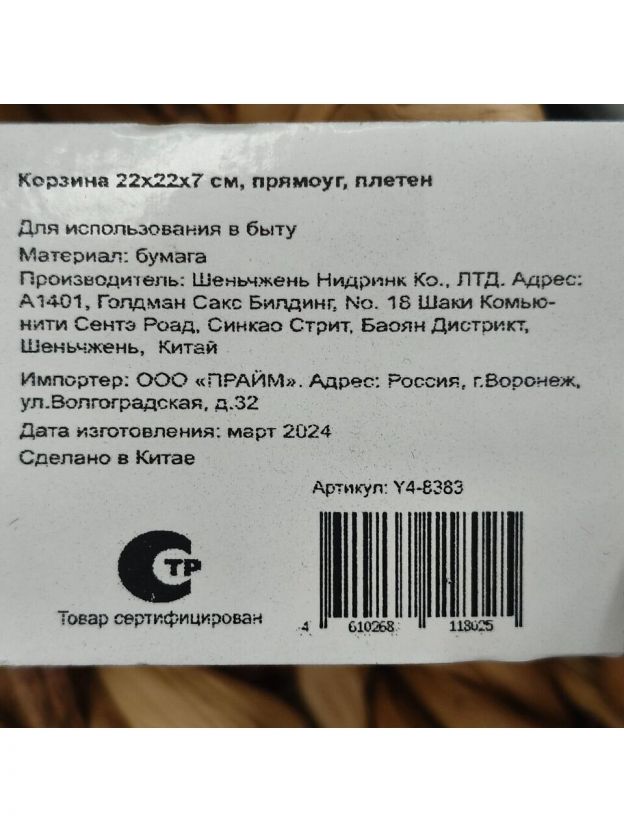 Корзина 22х22х7 см, прямоуг, плетен
Для использования в быту
Материал: бумага
Производитель: Шеньчжень Нидринк Ко., ЛТД. Адрес:
А1401, Голдман Сакс Билдинг, No. 18 Шаки Комью-
нити Сентэ Роад, Синкао Стрит, Баоян Дистрикт,
Шеньчжень, Китай
Импортер: ООО «ПРАЙМ». Адрес: Россия, г.Воронеж,
ул.Волгоградская, д.32
Дата изготовления: март 2024
Сделано в Китае
Артикул: Y4-8383
ТР
Товар сертифицирован
4 610268 118025